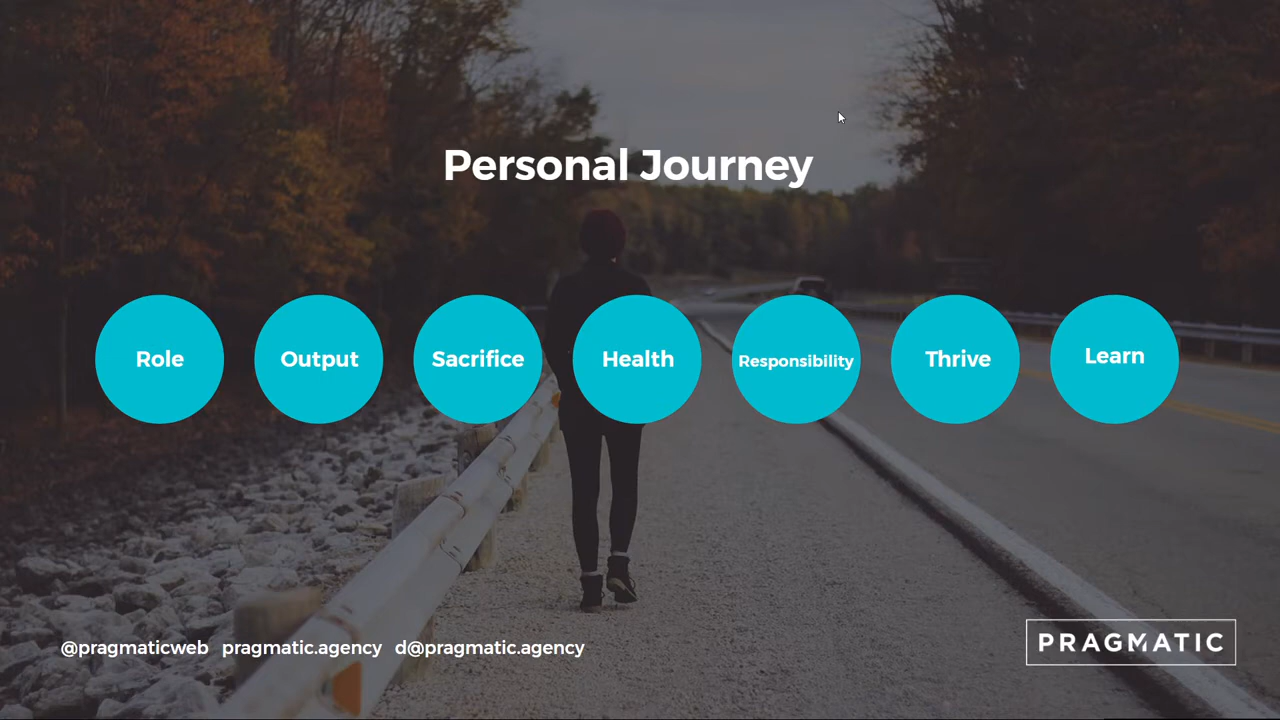 Personal Journey
Role
Output
Sacrifice
Health
Responsibility
Thrive
Learn
@pragmaticweb pragmatic.agency d@pragmatic.agency
PRAGMATIC